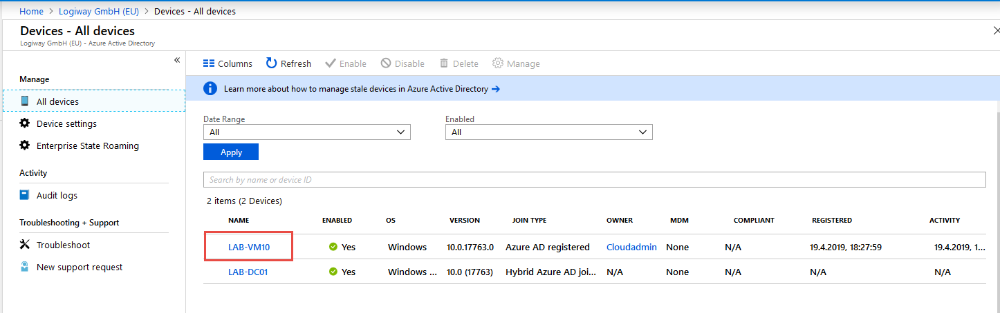 Home > Logiway GmbH (EU) > Devices - All devices
Devices - All devices
Logiway GmbH (EU) - Azure Active Directory
Manage
All devices
Device settings
Enterprise State Roaming
Activity
Audit logs
Troubleshooting + Support
Troubleshoot
New support request
Columns Refresh Enable Disable Delete Manage
Learn more about how to manage stale devices in Azure Active Directory →
Date Range Enabled
All All
Apply
Search by name or device ID
2 items (2 Devices)
NAME ENABLED OS VERSION JOIN TYPE OWNER MDM COMPLIANT REGISTERED ACTIVITY
LAB-VM10 Yes Windows 10.0.17763.0 Azure AD registered Cloudadmin None N/A 19.4.2019, 18:27:59 19.4.2019, 1...
LAB-DC01 Yes Windows ... 10.0 (17763) Hybrid Azure AD joi... N/A None N/A N/A N/A